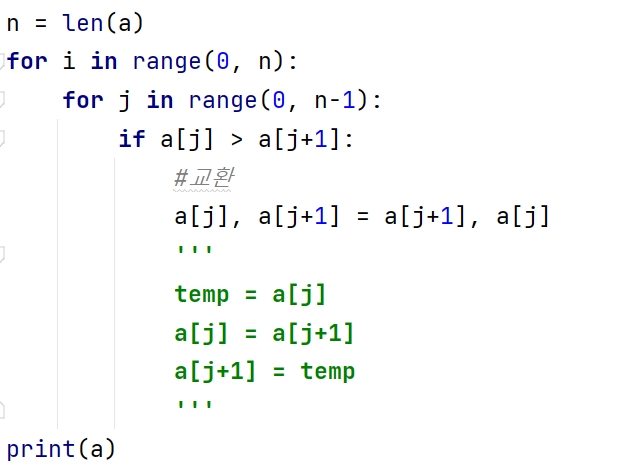 n = len(a)
for i in range(0, n):
    for j in range(0, n-1):
        if a[j] > a[j+1]:
            #교환
            a[j], a[j+1] = a[j+1], a[j]
            '''
            temp = a[j]
            a[j] = a[j+1]
            a[j+1] = temp
            '''
print(a)